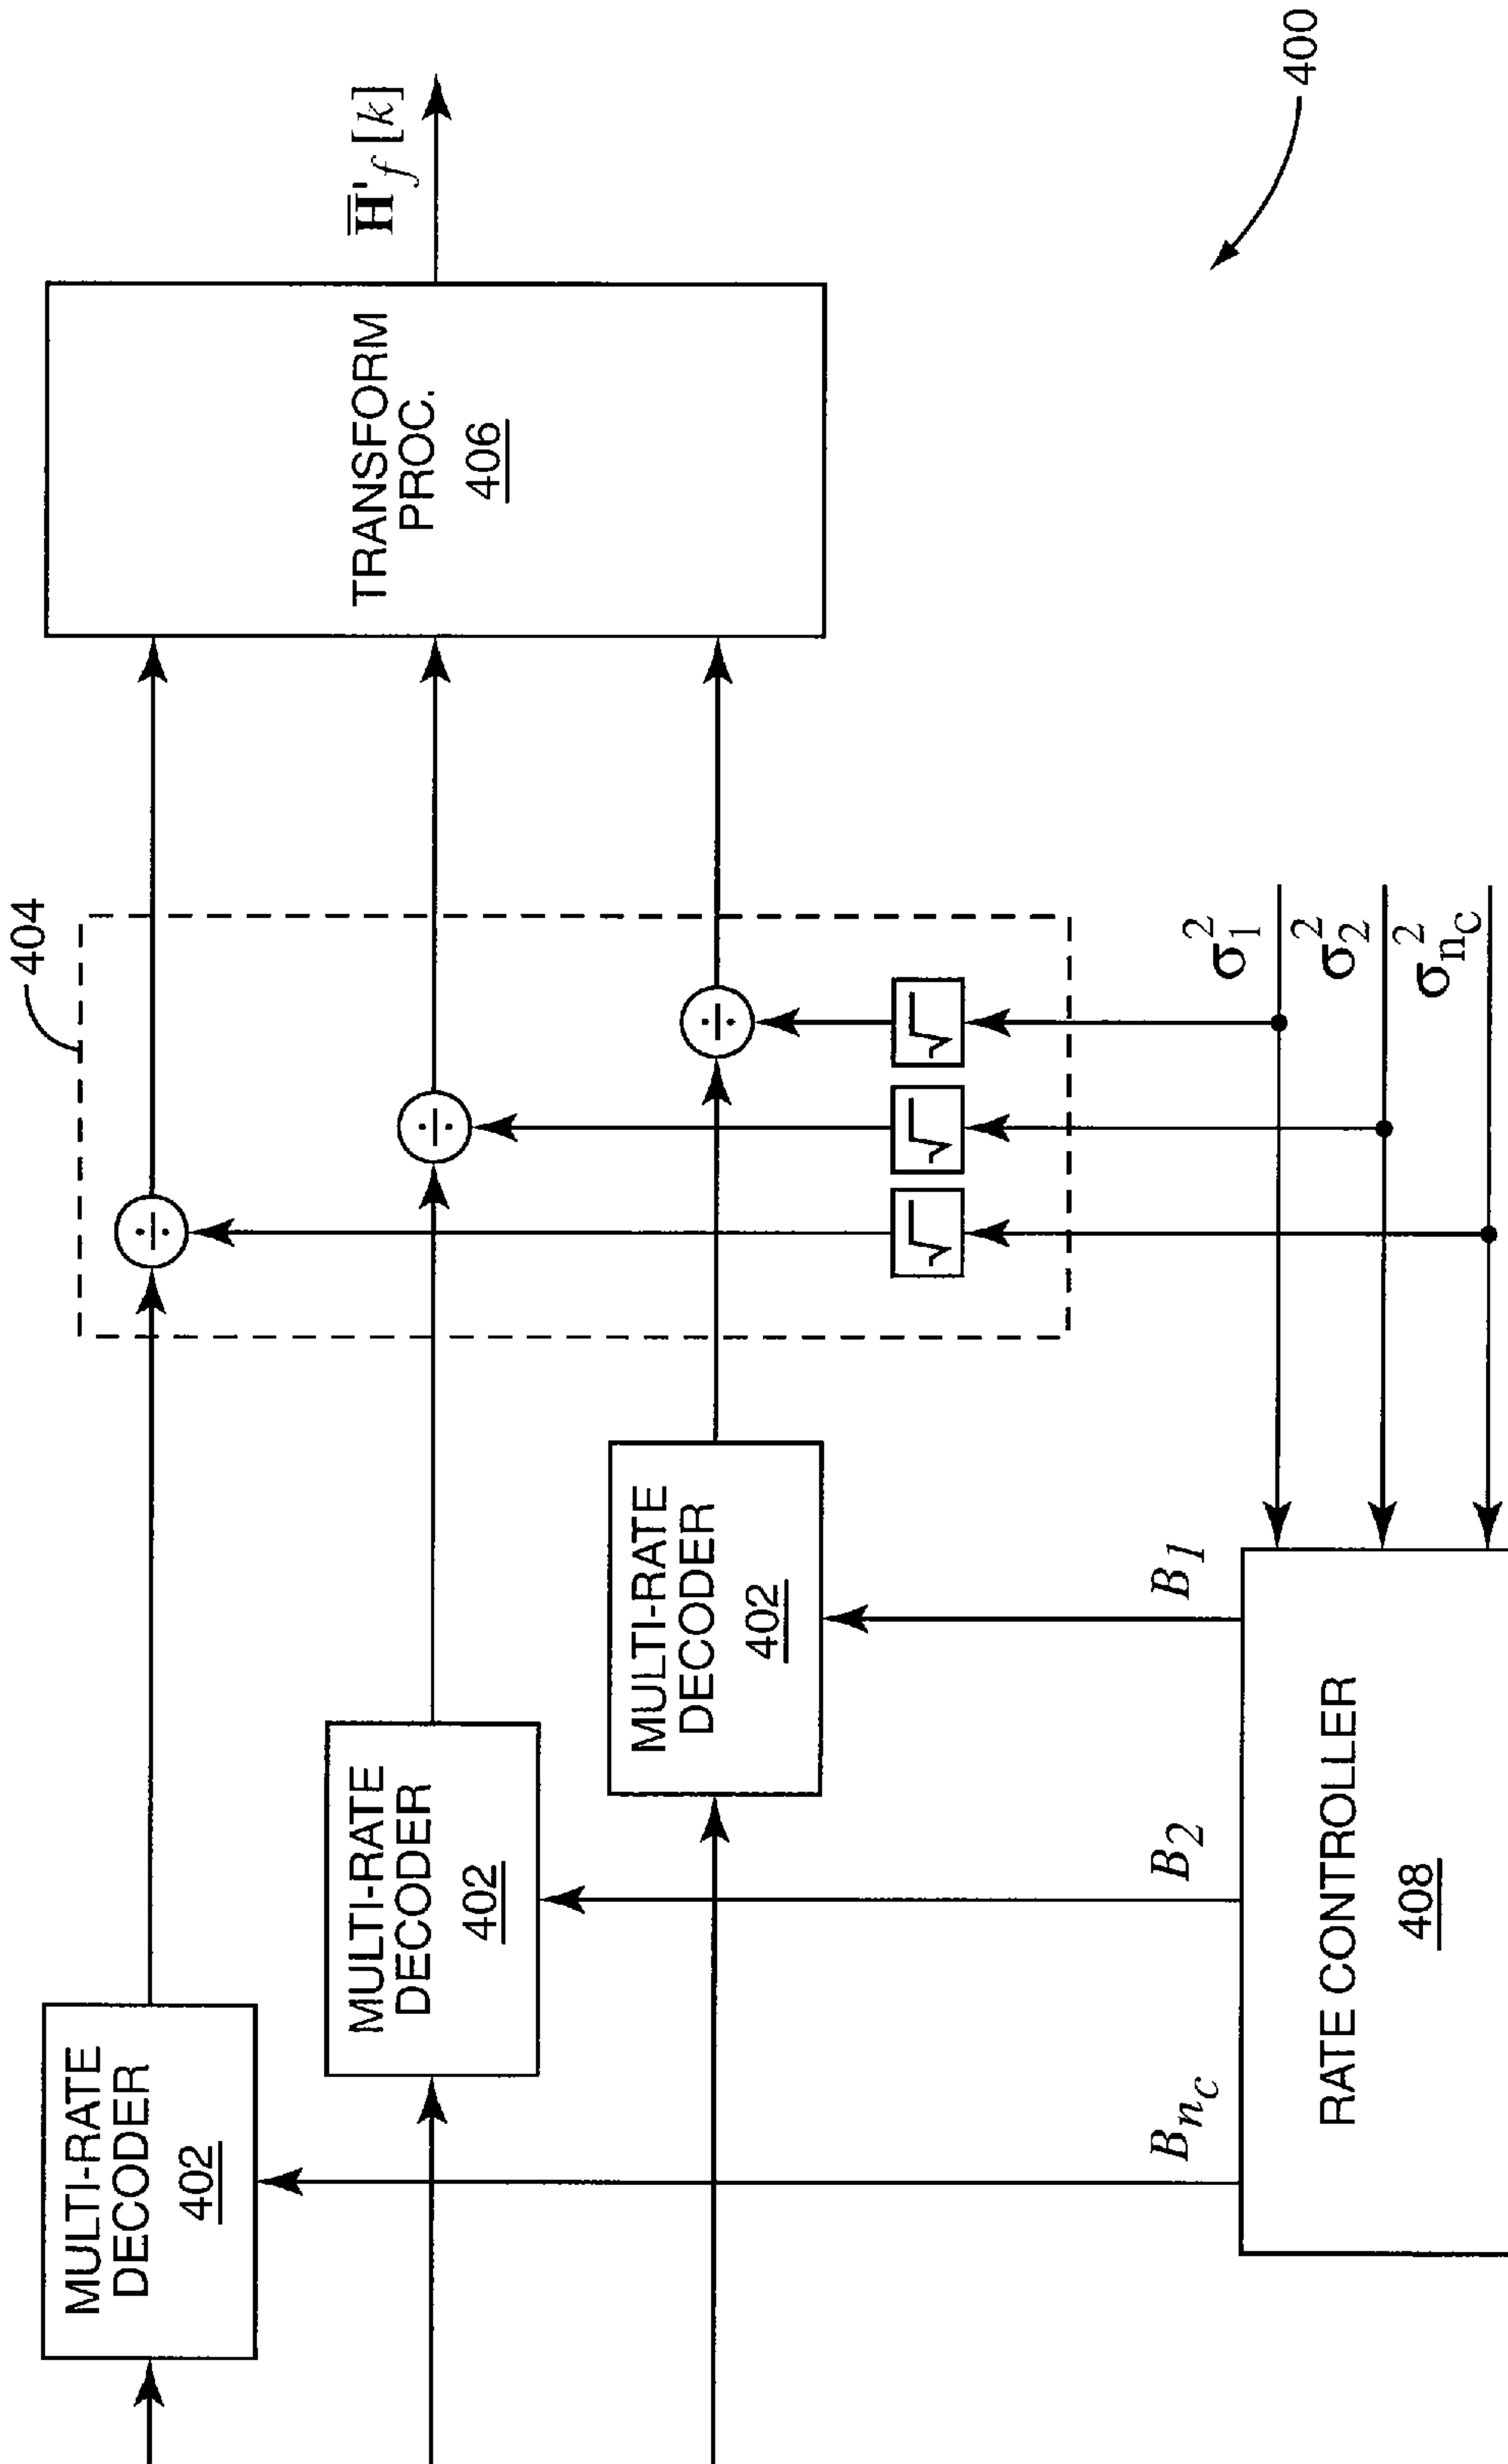 404
MULTI-RATE
DECODER
402
÷
TRANSFORM
PROC.
406
H̅'f [k]
MULTI-RATE
DECODER
402
÷
MULTI-RATE
DECODER
402
÷
√
√
√
Bnc
B2
B1
σ1²
σ2²
σnc²
RATE CONTROLLER
408
400